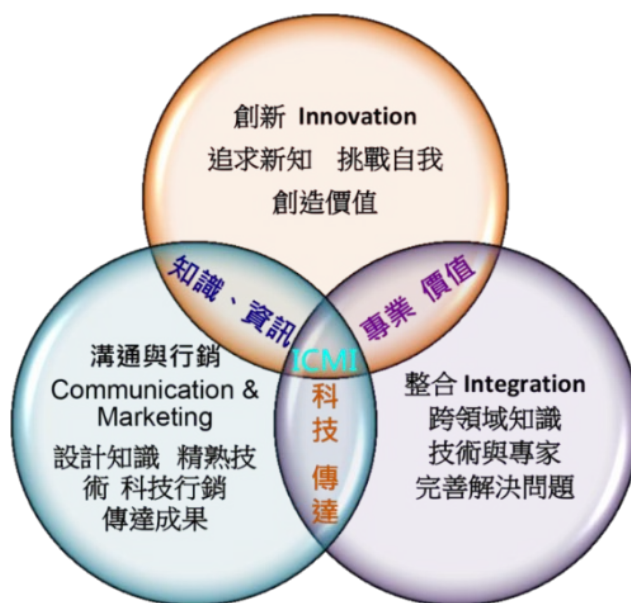 創新 Innovation
追求新知 挑戰自我
創造價值
知識、資訊
專業 價值
ICMI
溝通與行銷
Communication &
Marketing
設計知識 精熟技
術 科技行銷
傳達成果
科技 傳達
整合 Integration
跨領域知識
技術與專家
完善解決問題